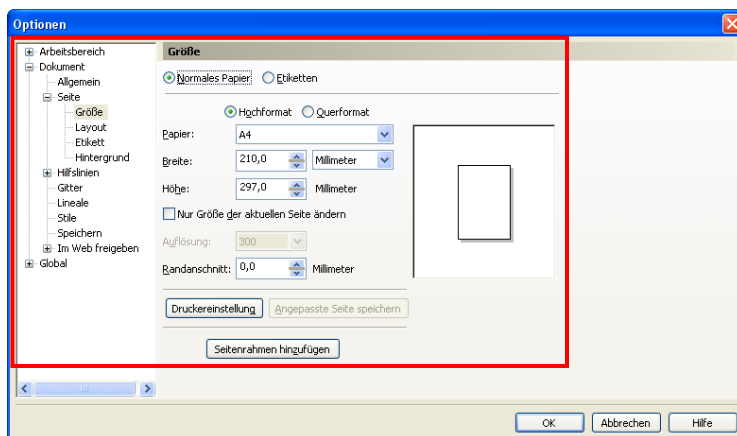 Optionen
Arbeitsbereich
Dokument
Allgemein
Seite
Größe
Layout
Etikett
Hintergrund
Hilfslinien
Gitter
Lineale
Stile
Speichern
Im Web freigeben
Global
Größe
Normales Papier Etiketten
Hochformat Querformat
Papier: A4
Breite: 210,0 Millimeter
Höhe: 297,0 Millimeter
Nur Größe der aktuellen Seite ändern
Auflösung: 300
Randanschnitt: 0,0 Millimeter
Druckereinstellung Angepasste Seite speichern
Seitenrahmen hinzufügen
OK Abbrechen Hilfe